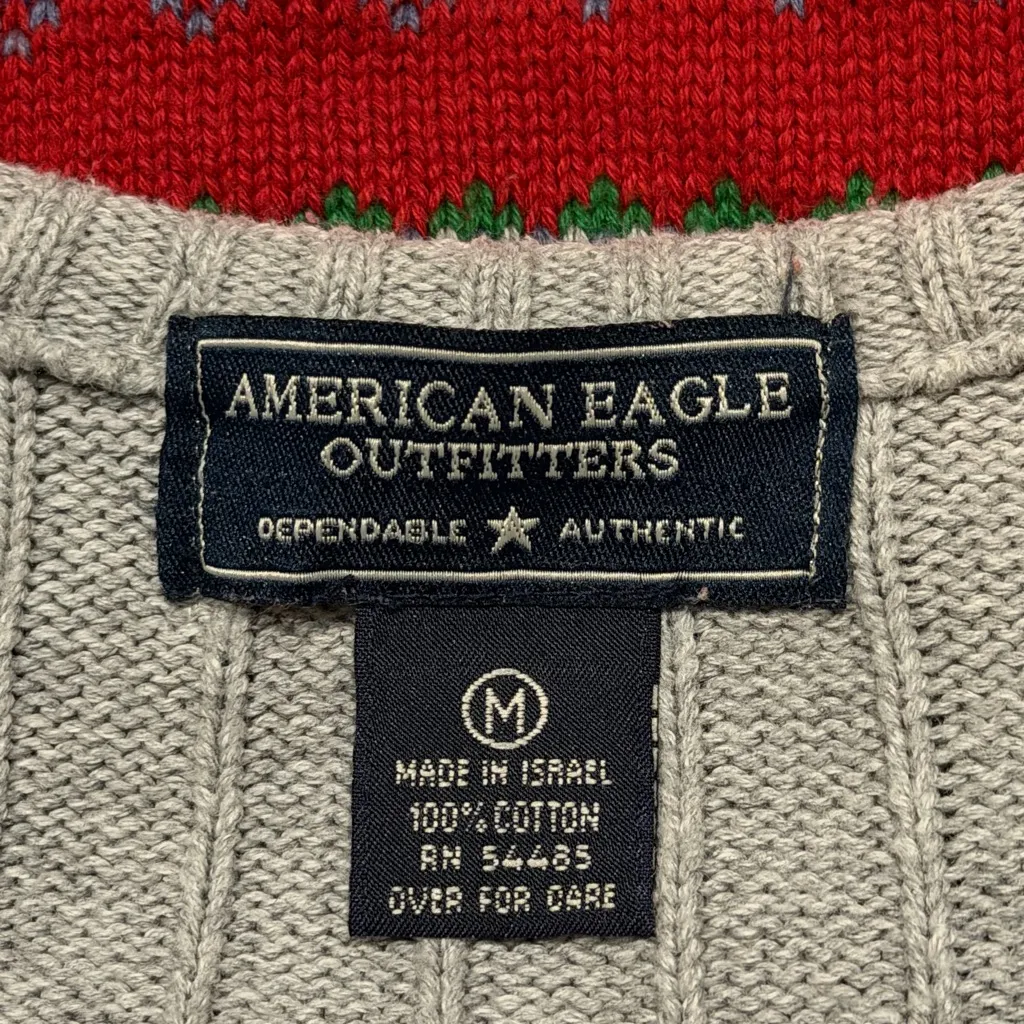 AMERICAN EAGLE
OUTFITTERS
DEPENDABLE ★ AUTHENTIC
M
MADE IN ISRAEL
100% COTTON
RN 54485
OVER FOR CARE